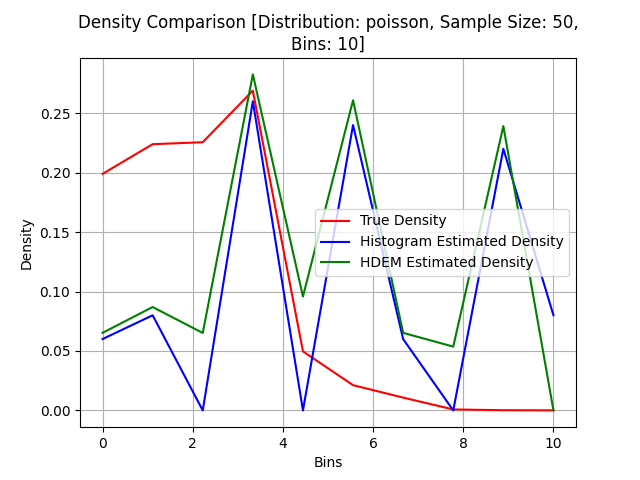 Density Comparison [Distribution: poisson, Sample Size: 50,
Bins: 10]
Density
0.25
0.20
0.15
0.10
0.05
0.00
True Density
Histogram Estimated Density
HDEM Estimated Density
0 2 4 6 8 10
Bins